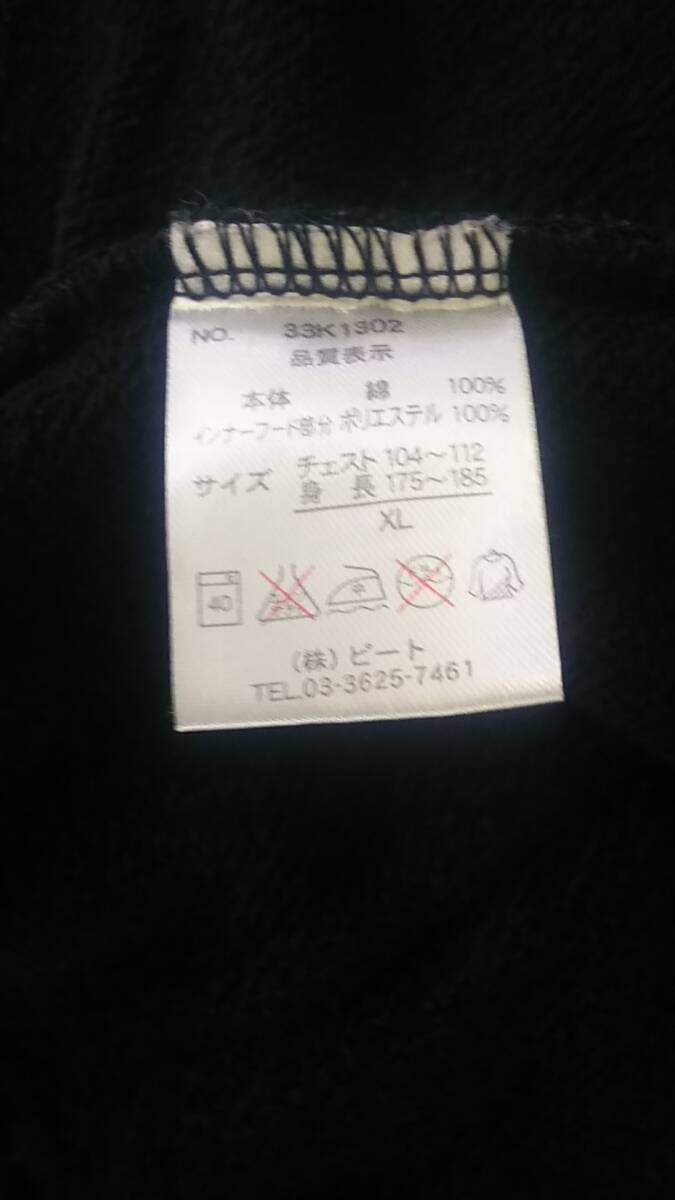 NO. 33K1302
品質表示
本体 綿 100%
インナーフード部分 ポリエステル 100%
サイズ チェスト 104～112
身長 175～185
XL
40 中
(株)ビート
TEL.03-3625-7461